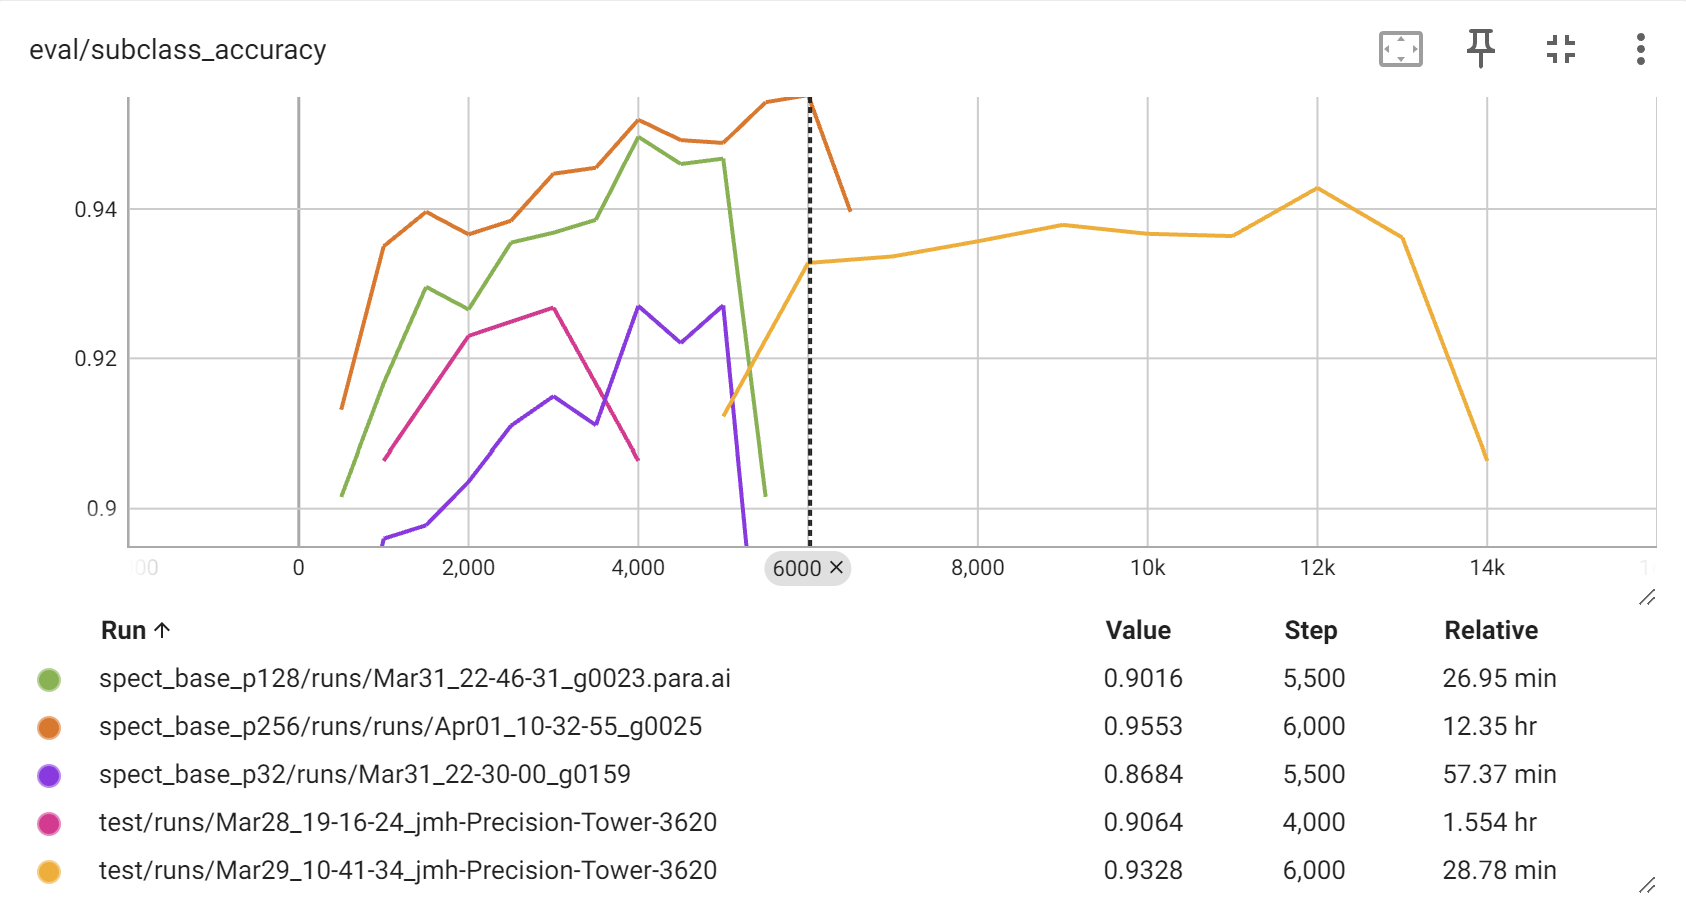 eval/subclass_accuracy
0.94
0.92
0.9
00 0 2,000 4,000 6000 × 8,000 10k 12k 14k 1
Run ↑ Value Step Relative
spect_base_p128/runs/Mar31_22-46-31_g0023.para.ai 0.9016 5,500 26.95 min
spect_base_p256/runs/runs/Apr01_10-32-55_g0025 0.9553 6,000 12.35 hr
spect_base_p32/runs/Mar31_22-30-00_g0159 0.8684 5,500 57.37 min
test/runs/Mar28_19-16-24_jmh-Precision-Tower-3620 0.9064 4,000 1.554 hr
test/runs/Mar29_10-41-34_jmh-Precision-Tower-3620 0.9328 6,000 28.78 min